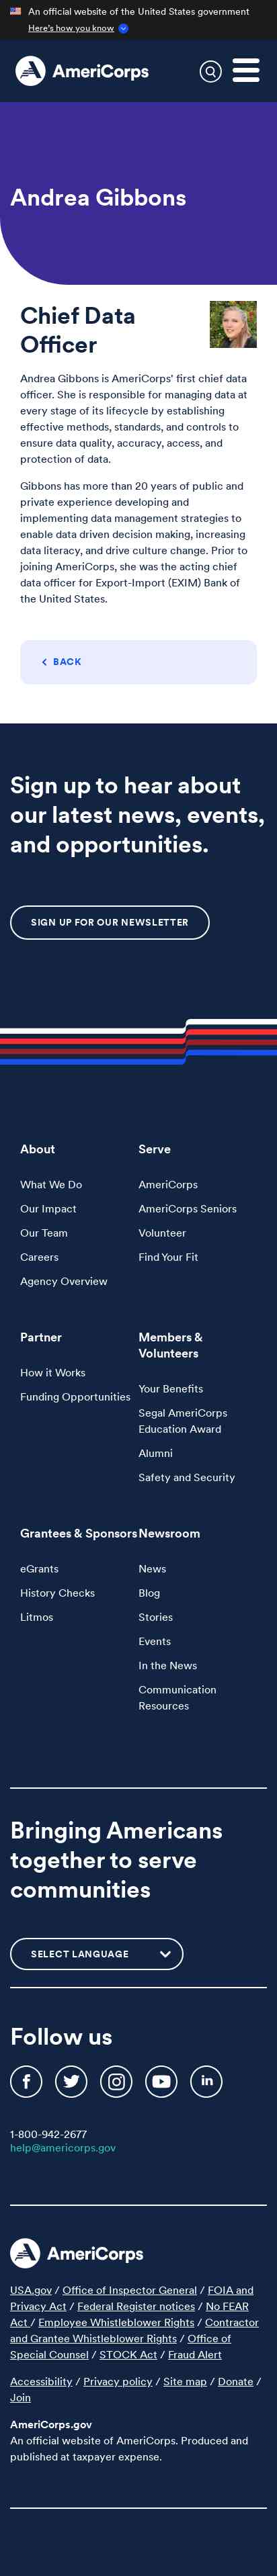 An official website of the United States government
Here's how you know
AmeriCorps
Andrea Gibbons
Chief Data
Officer
Andrea Gibbons is AmeriCorps' first chief data
officer. She is responsible for managing data at
every stage of its lifecycle by establishing
effective methods, standards, and controls to
ensure data quality, accuracy, access, and
protection of data.
Gibbons has more than 20 years of public and
private experience developing and
implementing data management strategies to
enable data driven decision making, increasing
data literacy, and drive culture change. Prior to
joining AmeriCorps, she was the acting chief
data officer for Export-Import (EXIM) Bank of
the United States.
BACK
Sign up to hear about
our latest news, events,
and opportunities.
SIGN UP FOR OUR NEWSLETTER
About
What We Do
Our Impact
Our Team
Careers
Agency Overview
Serve
AmeriCorps
AmeriCorps Seniors
Volunteer
Find Your Fit
Partner
How it Works
Funding Opportunities
Members &
Volunteers
Your Benefits
Segal AmeriCorps
Education Award
Alumni
Safety and Security
Grantees & Sponsors
eGrants
History Checks
Litmos
Newsroom
News
Blog
Stories
Events
In the News
Communication
Resources
Bringing Americans
together to serve
communities
SELECT LANGUAGE
Follow us
1-800-942-2677
help@americorps.gov
AmeriCorps
USA.gov / Office of Inspector General / FOIA and
Privacy Act / Federal Register notices / No FEAR
Act / Employee Whistleblower Rights / Contractor
and Grantee Whistleblower Rights / Office of
Special Counsel / STOCK Act / Fraud Alert
Accessibility / Privacy policy / Site map / Donate /
Join
AmeriCorps.gov
An official website of AmeriCorps. Produced and
published at taxpayer expense.